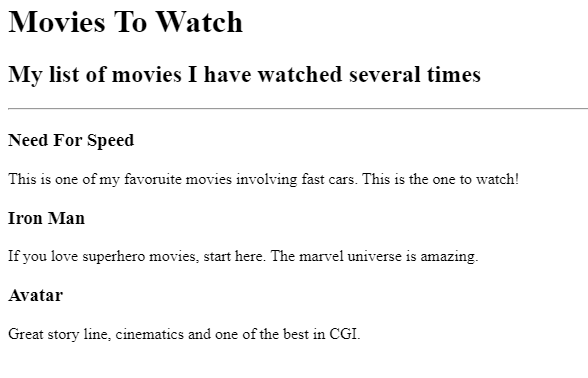 Movies To Watch
My list of movies I have watched several times
Need For Speed
This is one of my favoruite movies involving fast cars. This is the one to watch!
Iron Man
If you love superhero movies, start here. The marvel universe is amazing.
Avatar
Great story line, cinematics and one of the best in CGI.